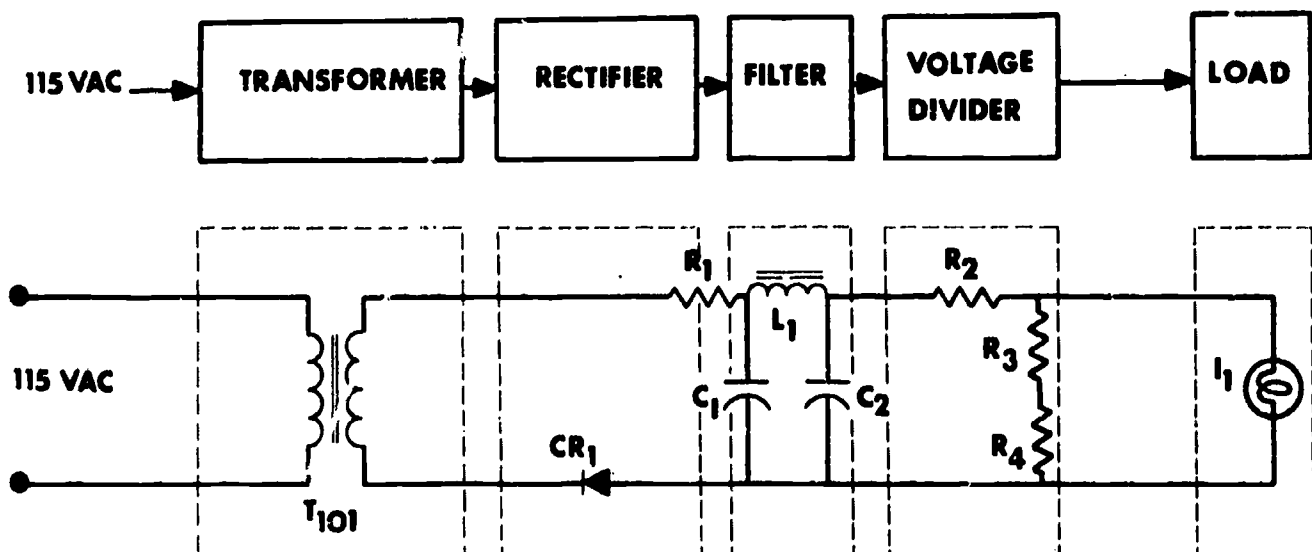 115 VAC
TRANSFORMER
RECTIFIER
FILTER
VOLTAGE
DIVIDER
LOAD
115 VAC
T101
CR1
R1
L1
C1
C2
R2
R3
R4
I1